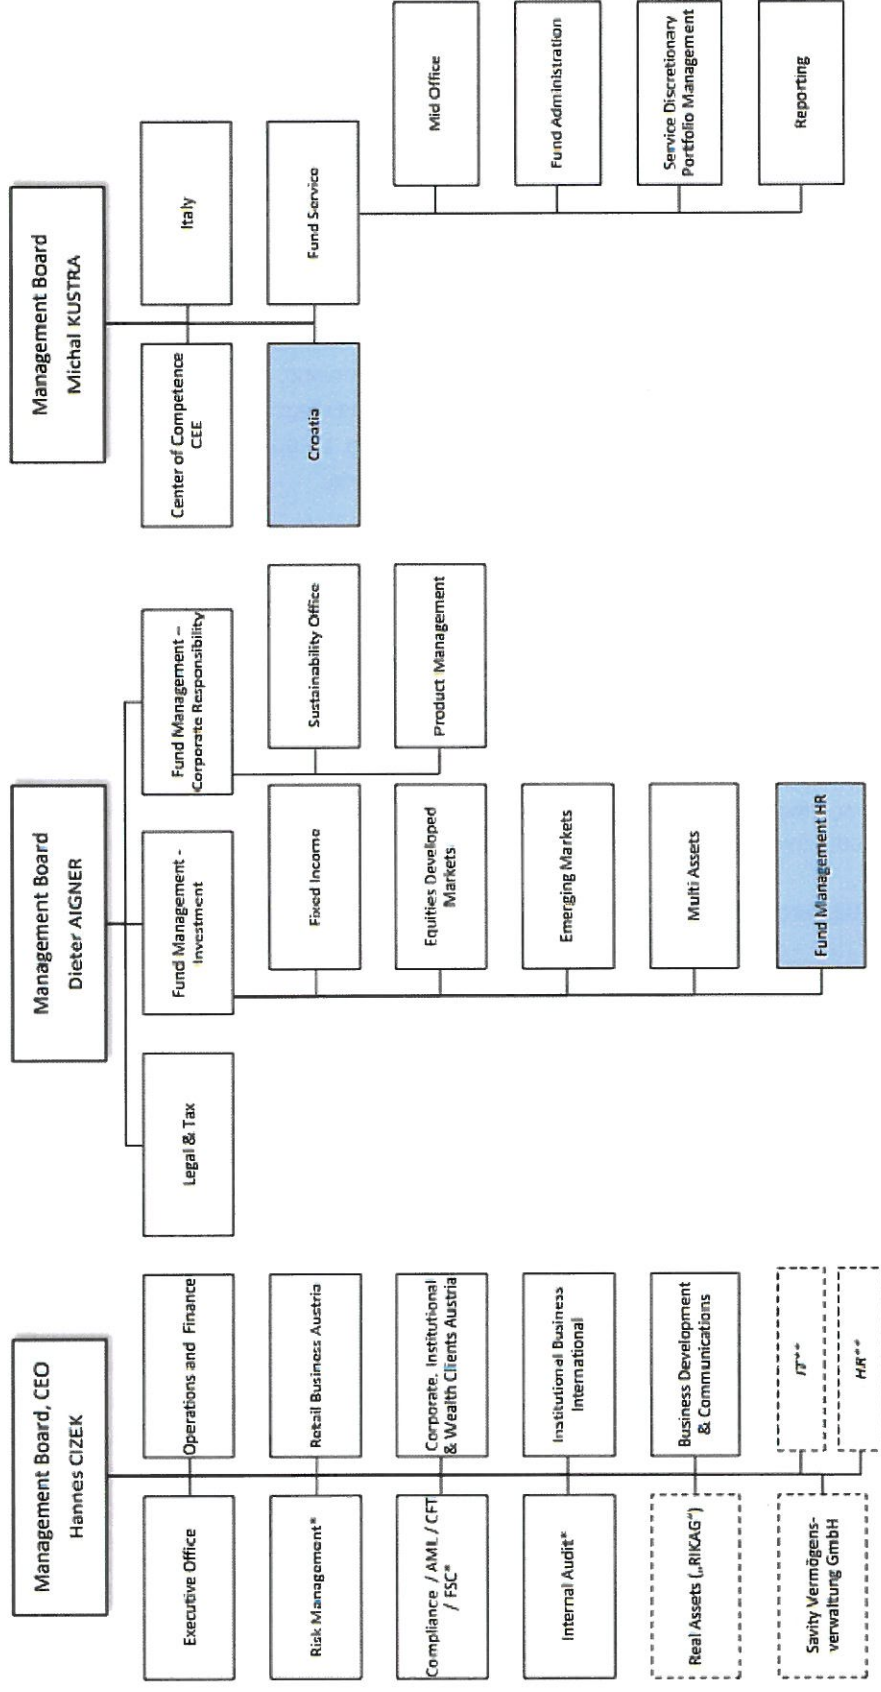 Management Board, CEO
Hannes CIZEK
Executive Office
Operations and Finance
Risk Management*
Retail Business Austria
Compliance / AML / CFT
/ FSC*
Corporate, Institutional
& Wealth Clients Austria
Internal Audit*
Institutional Business
International
Real Assets („RIKAG“)
Business Development
& Communications
Savity Vermögens-
verwaltung GmbH
IT**
HR**
Management Board
Dieter AIGNER
Legal & Tax
Fund Management -
Investment
Fund Management –
Corporate Responsibility
Fixed Income
Equities Developed
Markets
Emerging Markets
Multi Assets
Fund Management HR
Sustainability Office
Product Management
Management Board
Michal KUSTRA
Center of Competence
CEE
Italy
Croatia
Fund Service
Mid Office
Fund Administration
Service Discretionary
Portfolio Management
Reporting